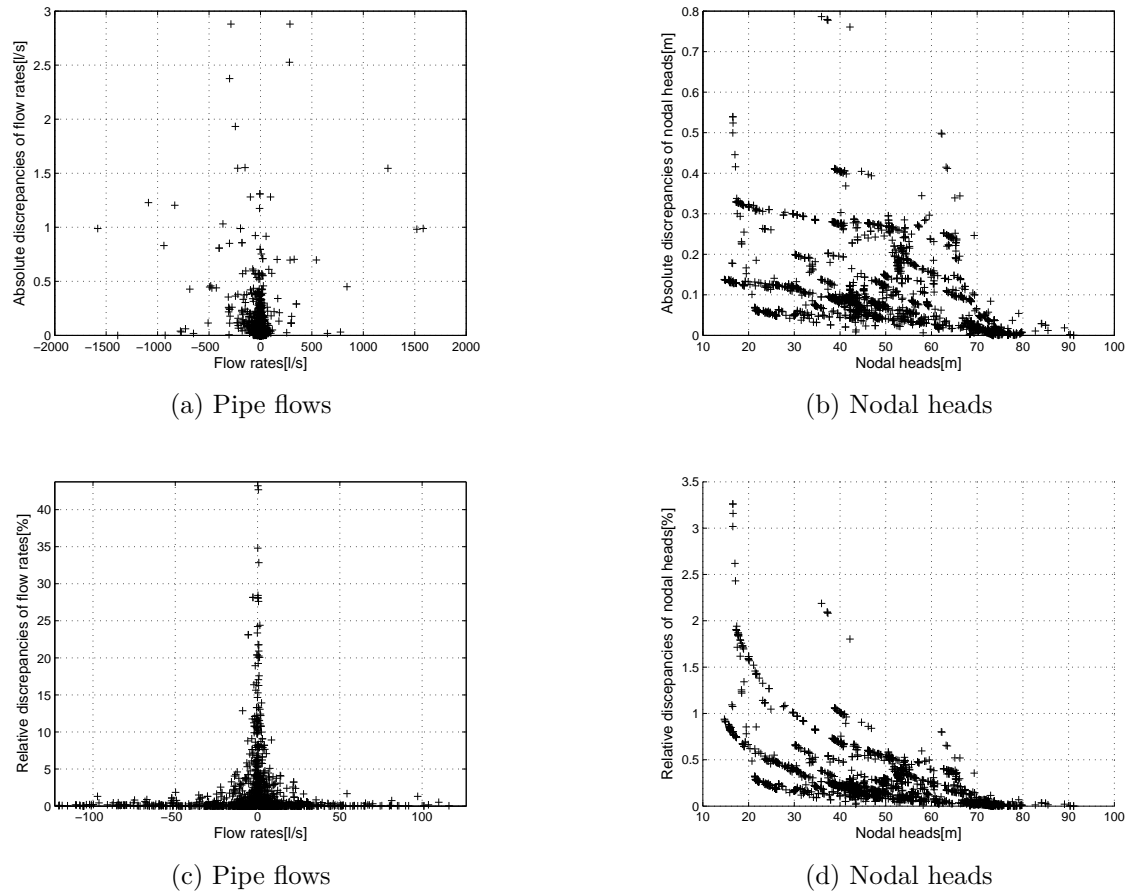 3
2.5
2
1.5
1
0.5
0
−2000 −1500 −1000 −500 0 500 1000 1500 2000
Absolute discrepancies of flow rates[l/s]
Flow rates[l/s]
(a) Pipe flows
0.8
0.7
0.6
0.5
0.4
0.3
0.2
0.1
0
10 20 30 40 50 60 70 80 90 100
Absolute discrepancies of nodal heads[m]
Nodal heads[m]
(b) Nodal heads
40
35
30
25
20
15
10
5
0
−100 −50 0 50 100
Relative discrepancies of flow rates[%]
Flow rates[l/s]
(c) Pipe flows
3.5
3
2.5
2
1.5
1
0.5
0
10 20 30 40 50 60 70 80 90 100
Relative discepancies of nodal heads[%]
Nodal heads[m]
(d) Nodal heads